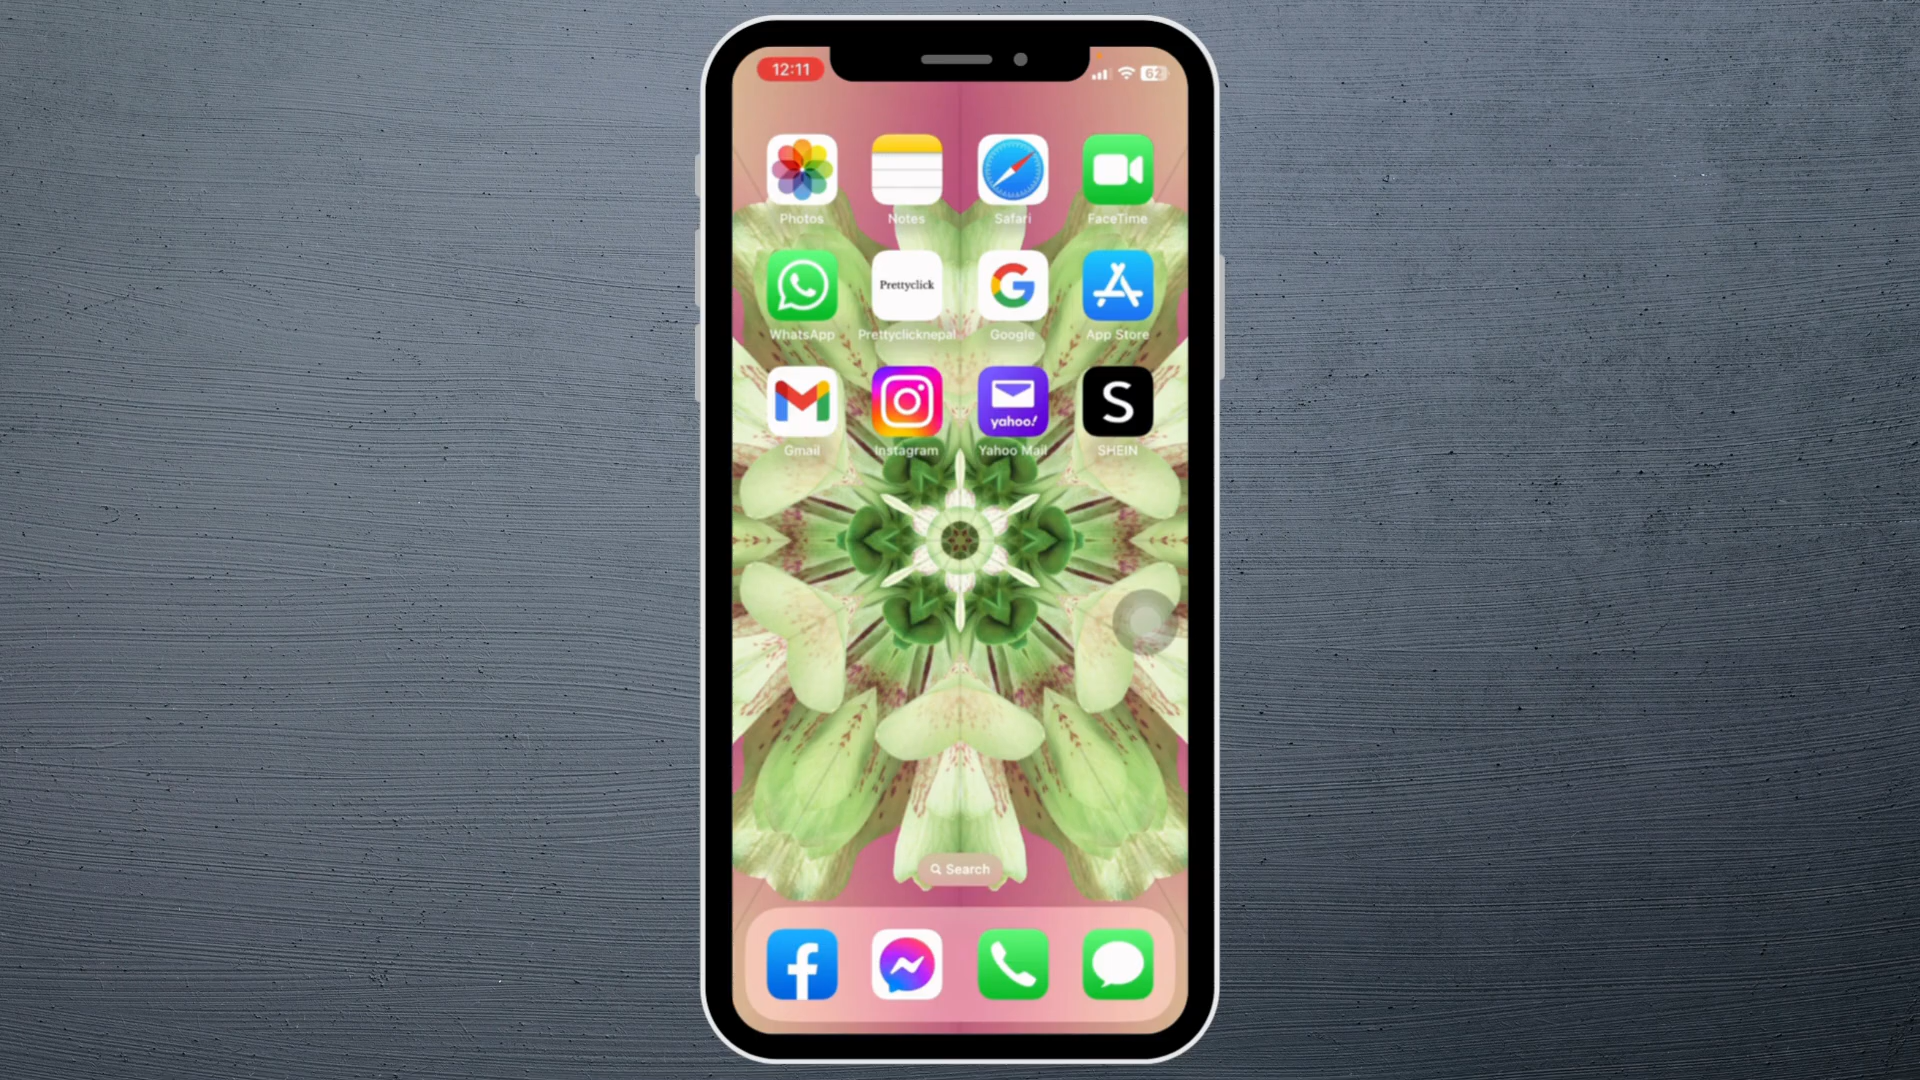 12:11
62
Photos
Notes
Safari
FaceTime
Prettyclick
WhatsApp
Prettyclicknepal
Google
App Store
yahoo!
S
Gmail
Instagram
Yahoo Mail
SHEIN
Search